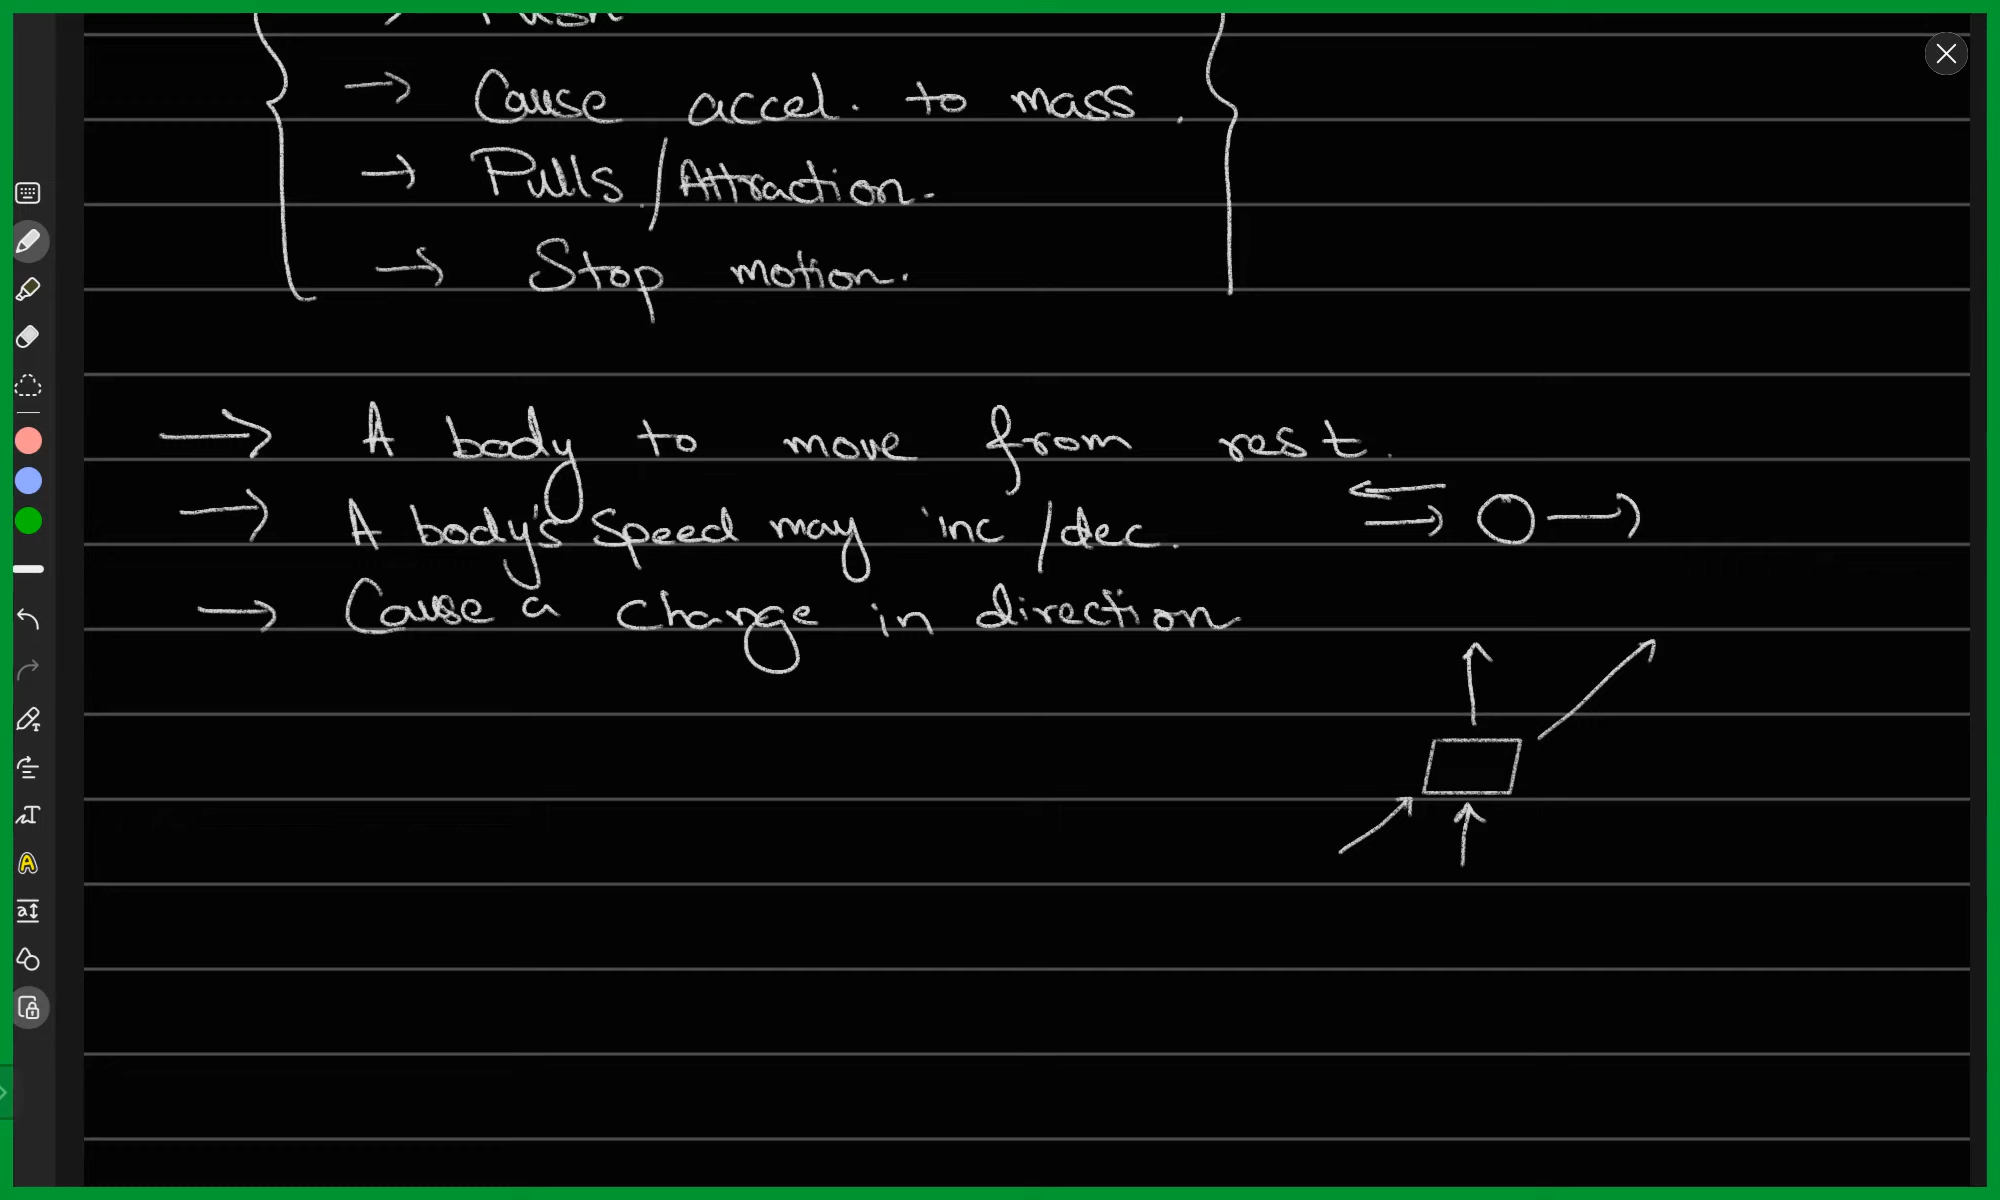 → Push
→ Cause accel. to mass.
→ Pulls/Attraction.
→ Stop motion.
→ A body to move from rest.
→ A body's speed may inc/dec.
→ Cause a change in direction